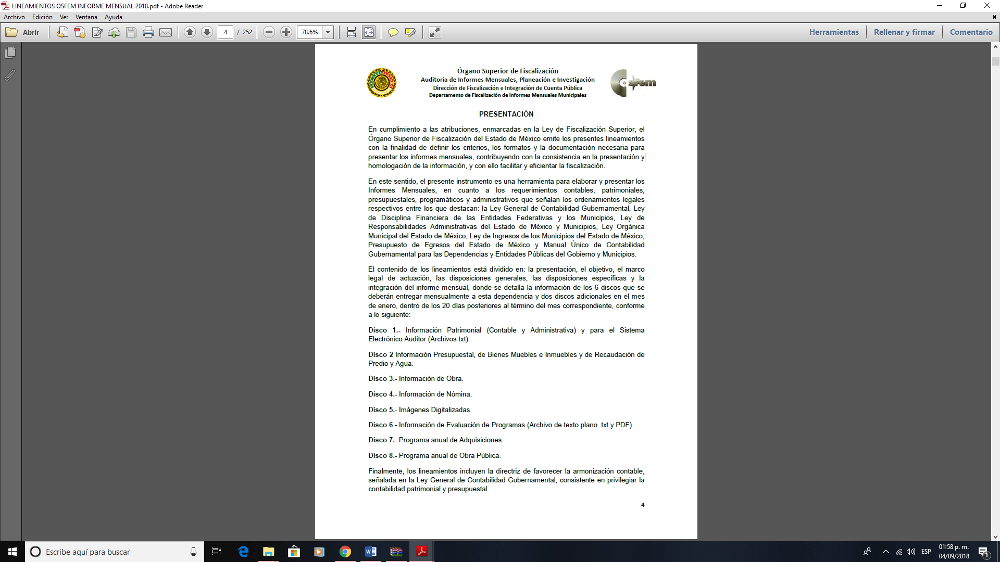 LINEAMIENTOS OSFEM INFORME MENSUAL 2018.pdf - Adobe Reader
Archivo Edición Ver Ventana Ayuda
Abrir 4 / 252 78.6% Herramientas Rellenar y firmar Comentario
Órgano Superior de Fiscalización
Auditoría de Informes Mensuales, Planeación e Investigación
Dirección de Fiscalización e Integración de Cuenta Pública
Departamento de Fiscalización de Informes Mensuales Municipales
osfem
PRESENTACIÓN
En cumplimiento a las atribuciones, enmarcadas en la Ley de Fiscalización Superior, el
Órgano Superior de Fiscalización del Estado de México emite los presentes lineamientos
con la finalidad de definir los criterios, los formatos y la documentación necesaria para
presentar los informes mensuales, contribuyendo con la consistencia en la presentación y
homologación de la información, y con ello facilitar y eficientar la fiscalización.
En este sentido, el presente instrumento es una herramienta para elaborar y presentar los
Informes Mensuales, en cuanto a los requerimientos contables, patrimoniales,
presupuestales, programáticos y administrativos que señalan los ordenamientos legales
respectivos entre los que destacan: la Ley General de Contabilidad Gubernamental, Ley
de Disciplina Financiera de las Entidades Federativas y los Municipios, Ley de
Responsabilidades Administrativas del Estado de México y Municipios, Ley Orgánica
Municipal del Estado de México, Ley de Ingresos de los Municipios del Estado de México,
Presupuesto de Egresos del Estado de México y Manual Único de Contabilidad
Gubernamental para las Dependencias y Entidades Públicas del Gobierno y Municipios.
El contenido de los lineamientos está dividido en: la presentación, el objetivo, el marco
legal de actuación, las disposiciones generales, las disposiciones específicas y la
integración del informe mensual, donde se detalla la información de los 6 discos que se
deberán entregar mensualmente a esta dependencia y dos discos adicionales en el mes
de enero, dentro de los 20 días posteriores al término del mes correspondiente, conforme
a lo siguiente:
Disco 1.- Información Patrimonial (Contable y Administrativa) y para el Sistema
Electrónico Auditor (Archivos txt).
Disco 2 Información Presupuestal, de Bienes Muebles e Inmuebles y de Recaudación de
Predio y Agua.
Disco 3.- Información de Obra.
Disco 4.- Información de Nómina.
Disco 5.- Imágenes Digitalizadas.
Disco 6.- Información de Evaluación de Programas (Archivo de texto plano .txt y PDF).
Disco 7.- Programa anual de Adquisiciones.
Disco 8.- Programa anual de Obra Pública.
Finalmente, los lineamientos incluyen la directriz de favorecer la armonización contable,
señalada en la Ley General de Contabilidad Gubernamental, consistente en privilegiar la
contabilidad patrimonial y presupuestal.
4
Escribe aquí para buscar
ESP
01:58 p. m.
04/09/2018
1